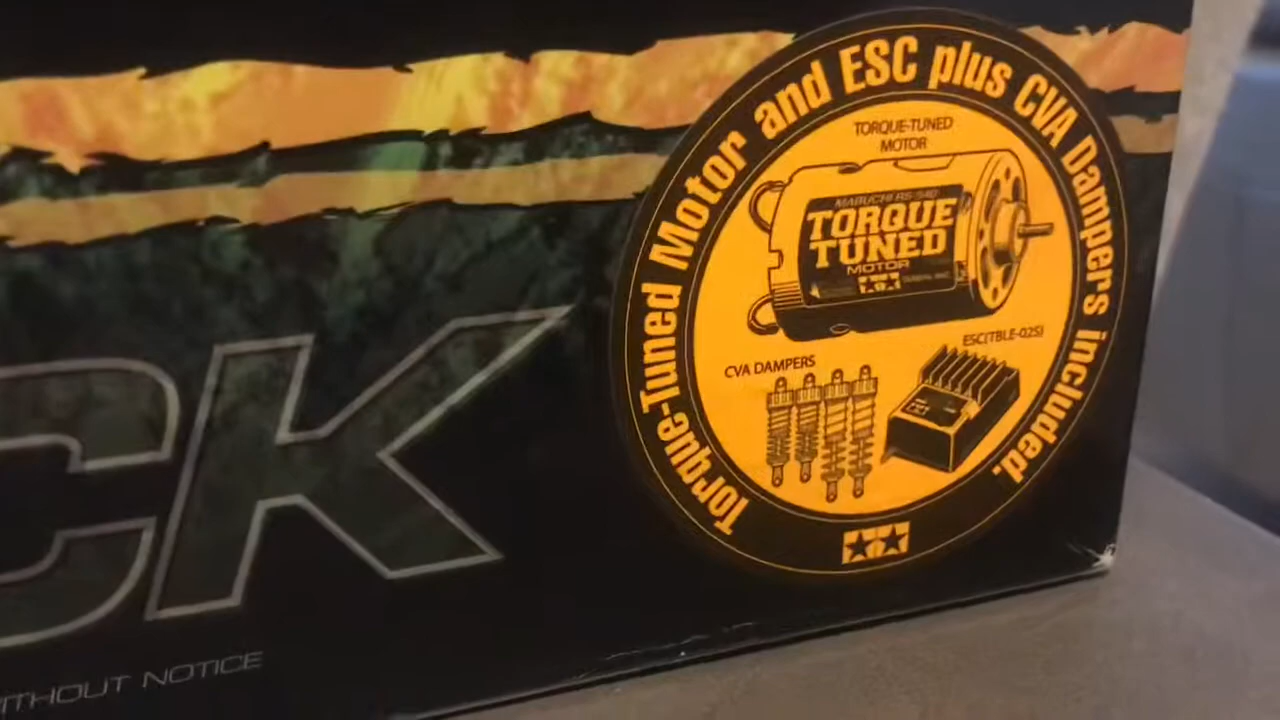 Torque-Tuned Motor and ESC plus CVA Dampers included.
TORQUE-TUNED
MOTOR
MABUCHI RS-540
TORQUE
TUNED
MOTOR
CVA DAMPERS
ESC(TBLE-02S)
CK
WITHOUT NOTICE